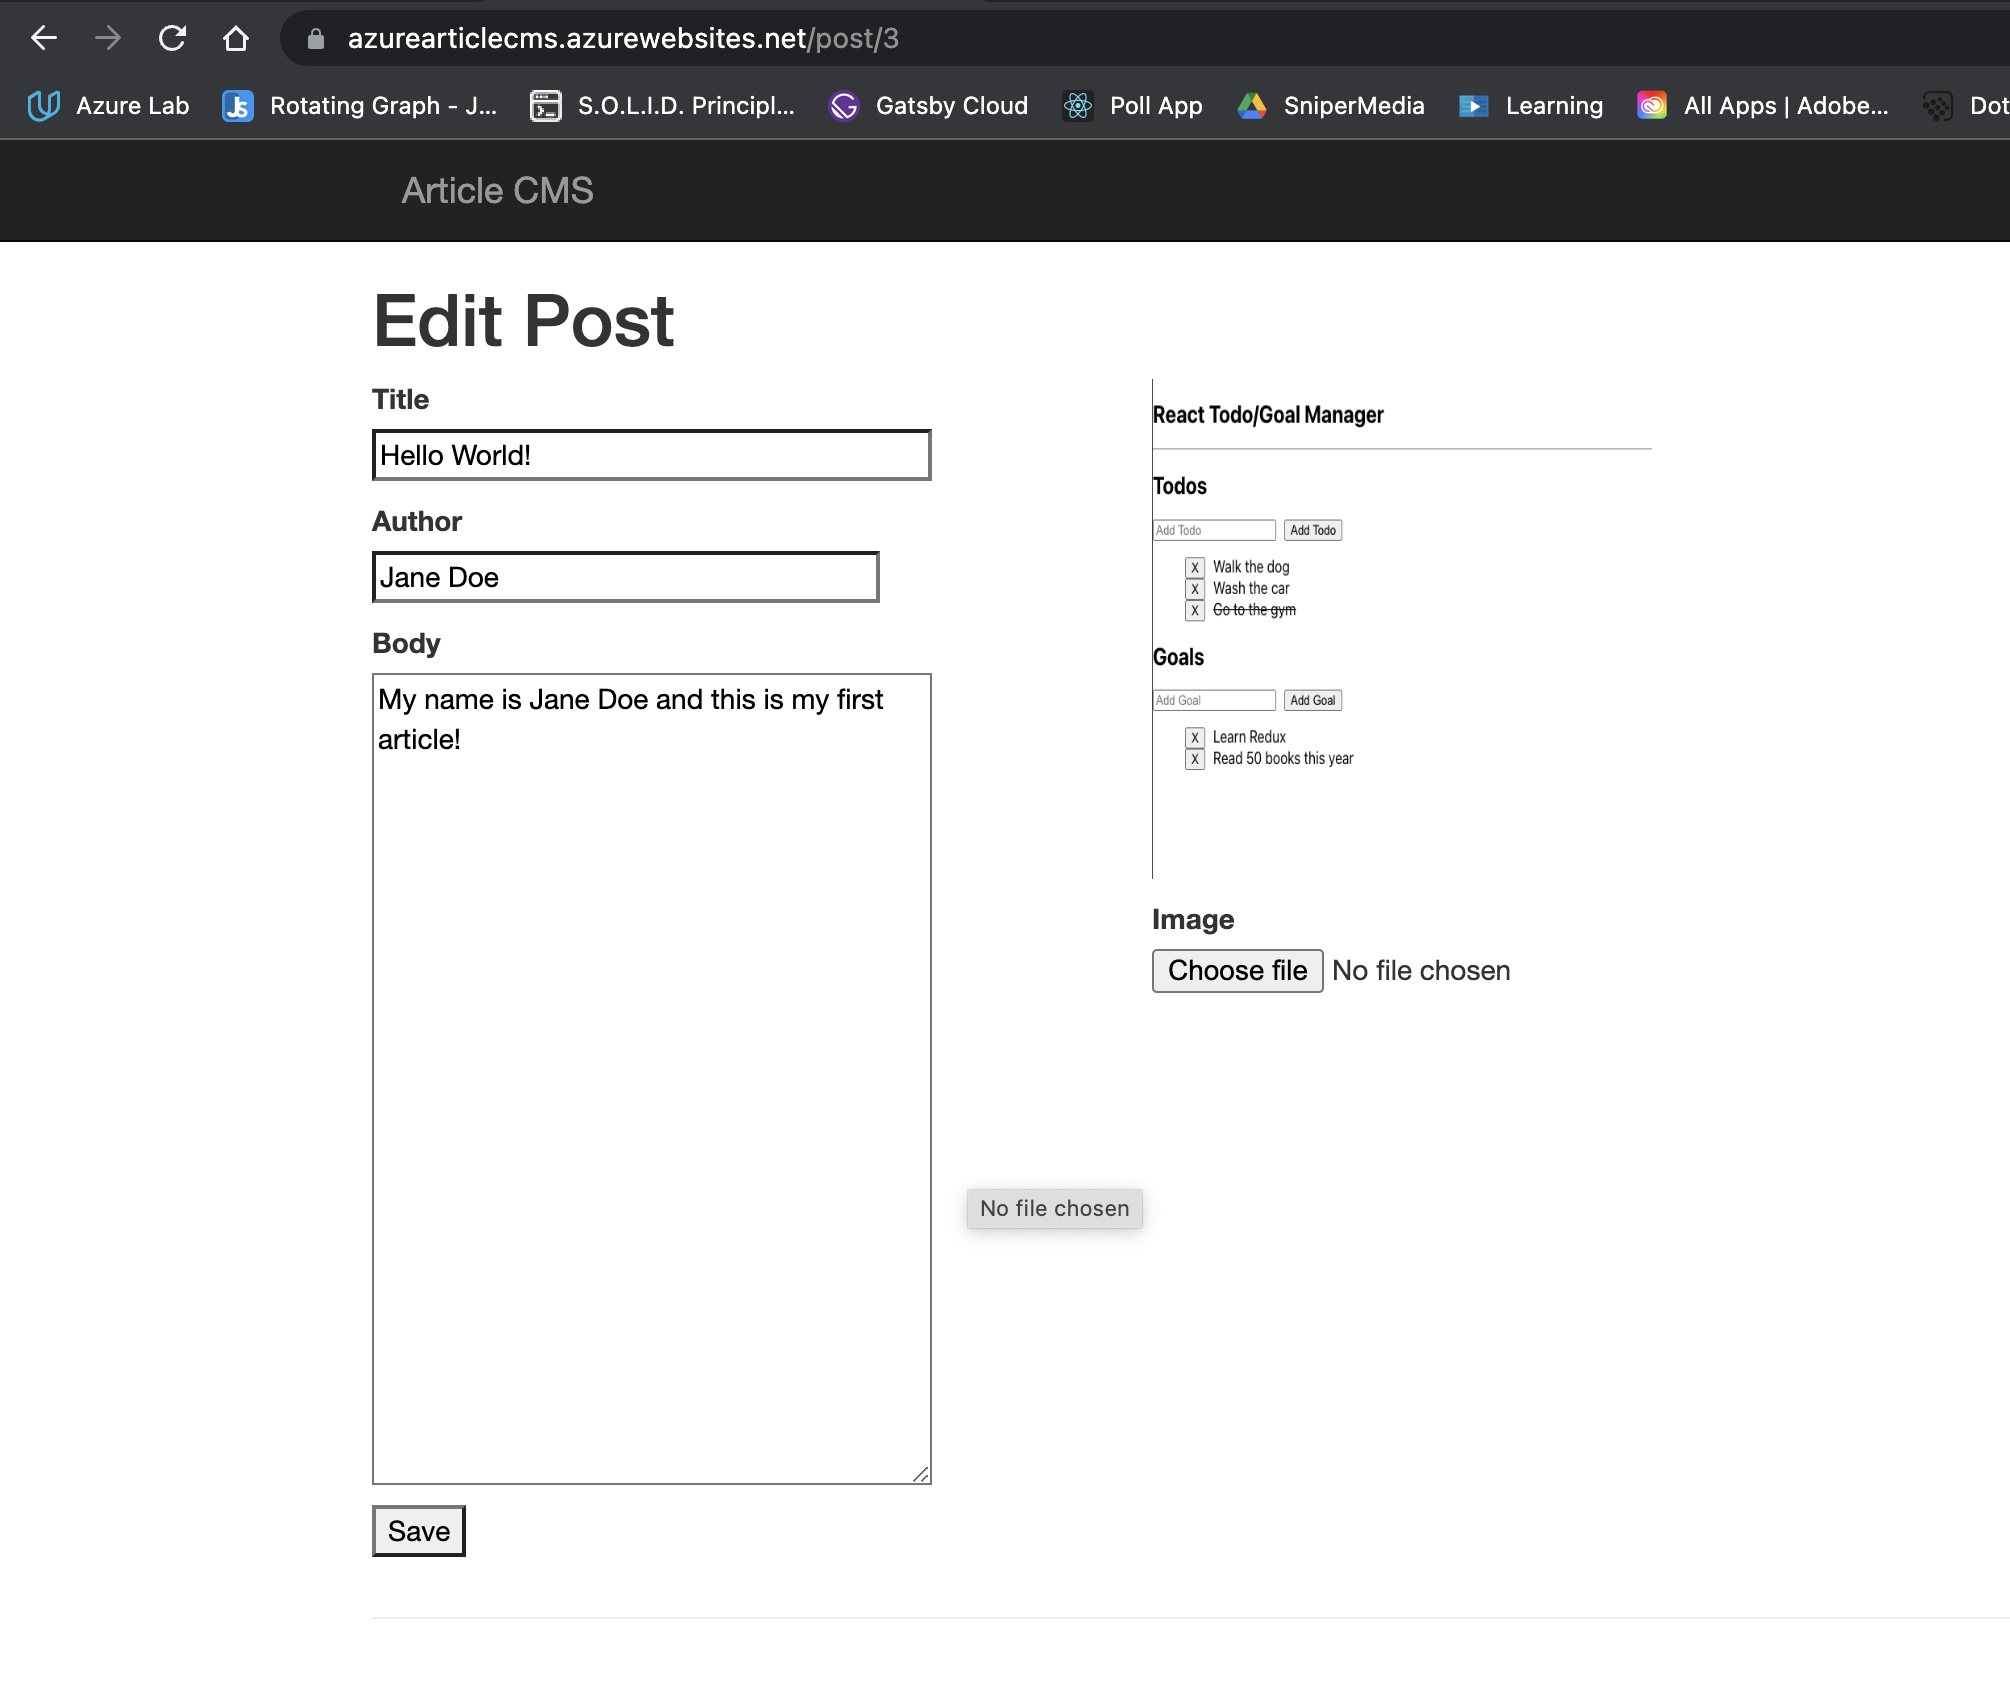 azurearticlecms.azurewebsites.net/post/3
Azure Lab Rotating Graph - J... S.O.L.I.D. Principl... Gatsby Cloud Poll App SniperMedia Learning All Apps | Adobe... Dot
Article CMS
Edit Post
Title
Hello World!
Author
Jane Doe
Body
My name is Jane Doe and this is my first
article!
Save
React Todo/Goal Manager
Todos
Add Todo Add Todo
X Walk the dog
X Wash the car
X Go to the gym
Goals
Add Goal Add Goal
X Learn Redux
X Read 50 books this year
Image
Choose file No file chosen
No file chosen